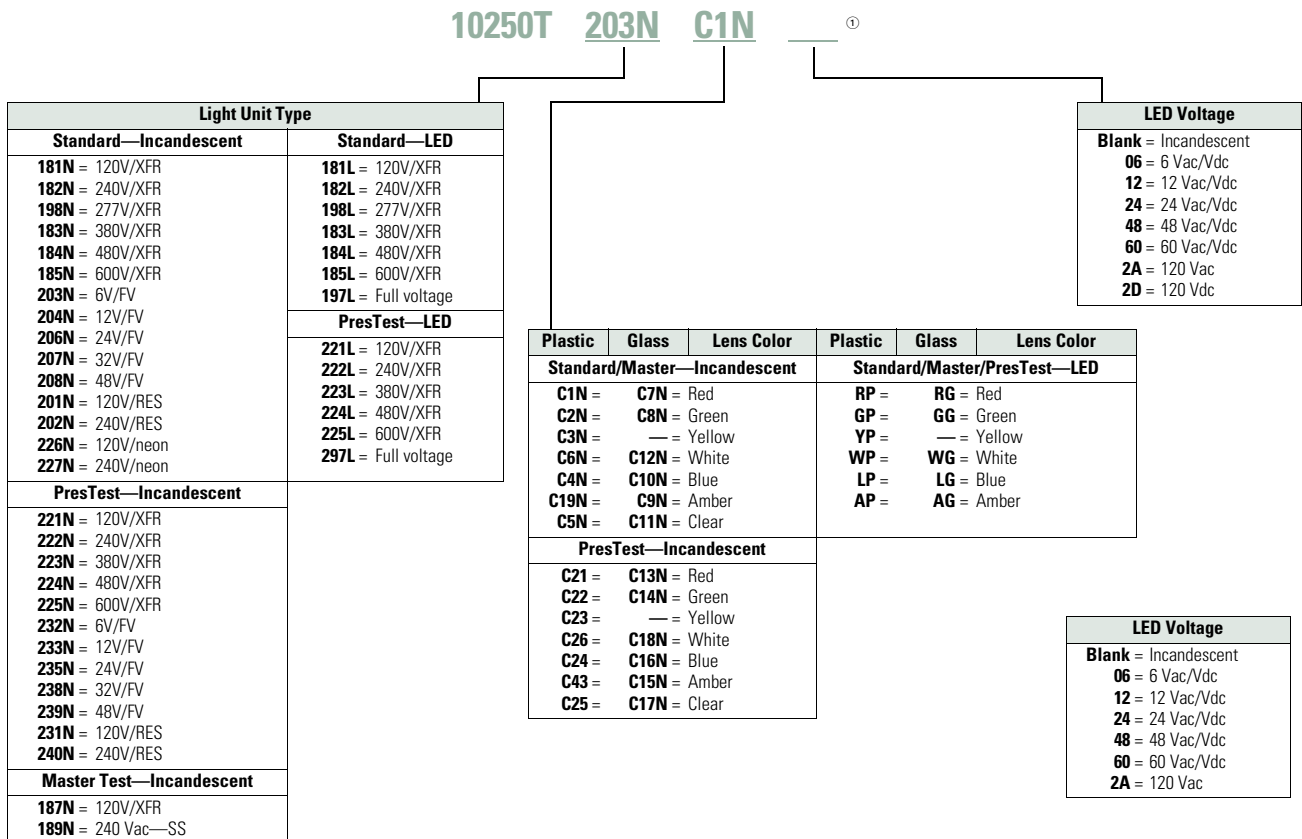 10250T 203N C1N ___ ①
Light Unit Type
Standard—Incandescent
181N = 120V/XFR
182N = 240V/XFR
198N = 277V/XFR
183N = 380V/XFR
184N = 480V/XFR
185N = 600V/XFR
203N = 6V/FV
204N = 12V/FV
206N = 24V/FV
207N = 32V/FV
208N = 48V/FV
201N = 120V/RES
202N = 240V/RES
226N = 120V/neon
227N = 240V/neon
PresTest—Incandescent
221N = 120V/XFR
222N = 240V/XFR
223N = 380V/XFR
224N = 480V/XFR
225N = 600V/XFR
232N = 6V/FV
233N = 12V/FV
235N = 24V/FV
238N = 32V/FV
239N = 48V/FV
231N = 120V/RES
240N = 240V/RES
Master Test—Incandescent
187N = 120V/XFR
189N = 240 Vac—SS
Standard—LED
181L = 120V/XFR
182L = 240V/XFR
198L = 277V/XFR
183L = 380V/XFR
184L = 480V/XFR
185L = 600V/XFR
197L = Full voltage
PresTest—LED
221L = 120V/XFR
222L = 240V/XFR
223L = 380V/XFR
224L = 480V/XFR
225L = 600V/XFR
297L = Full voltage
Plastic Glass Lens Color
Standard/Master—Incandescent
C1N = C7N = Red
C2N = C8N = Green
C3N = — = Yellow
C6N = C12N = White
C4N = C10N = Blue
C19N = C9N = Amber
C5N = C11N = Clear
PresTest—Incandescent
C21 = C13N = Red
C22 = C14N = Green
C23 = — = Yellow
C26 = C18N = White
C24 = C16N = Blue
C43 = C15N = Amber
C25 = C17N = Clear
Plastic Glass Lens Color
Standard/Master/PresTest—LED
RP = RG = Red
GP = GG = Green
YP = — = Yellow
WP = WG = White
LP = LG = Blue
AP = AG = Amber
LED Voltage
Blank = Incandescent
06 = 6 Vac/Vdc
12 = 12 Vac/Vdc
24 = 24 Vac/Vdc
48 = 48 Vac/Vdc
60 = 60 Vac/Vdc
2A = 120 Vac
2D = 120 Vdc
LED Voltage
Blank = Incandescent
06 = 6 Vac/Vdc
12 = 12 Vac/Vdc
24 = 24 Vac/Vdc
48 = 48 Vac/Vdc
60 = 60 Vac/Vdc
2A = 120 Vac